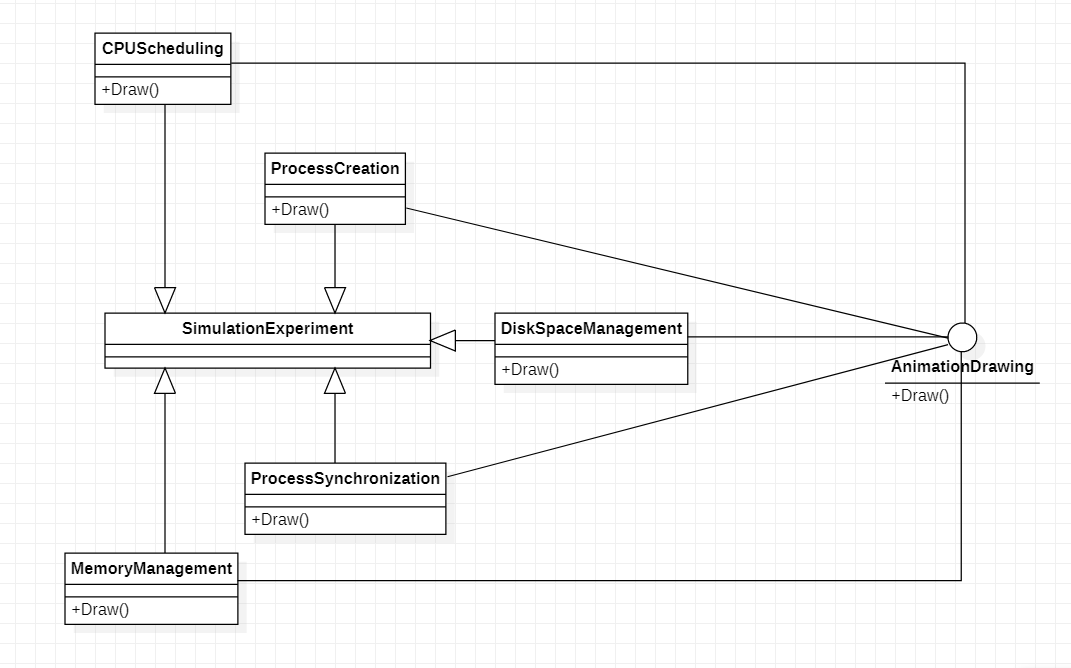 CPUScheduling
+Draw()
ProcessCreation
+Draw()
SimulationExperiment
DiskSpaceManagement
+Draw()
AnimationDrawing
+Draw()
ProcessSynchronization
+Draw()
MemoryManagement
+Draw()